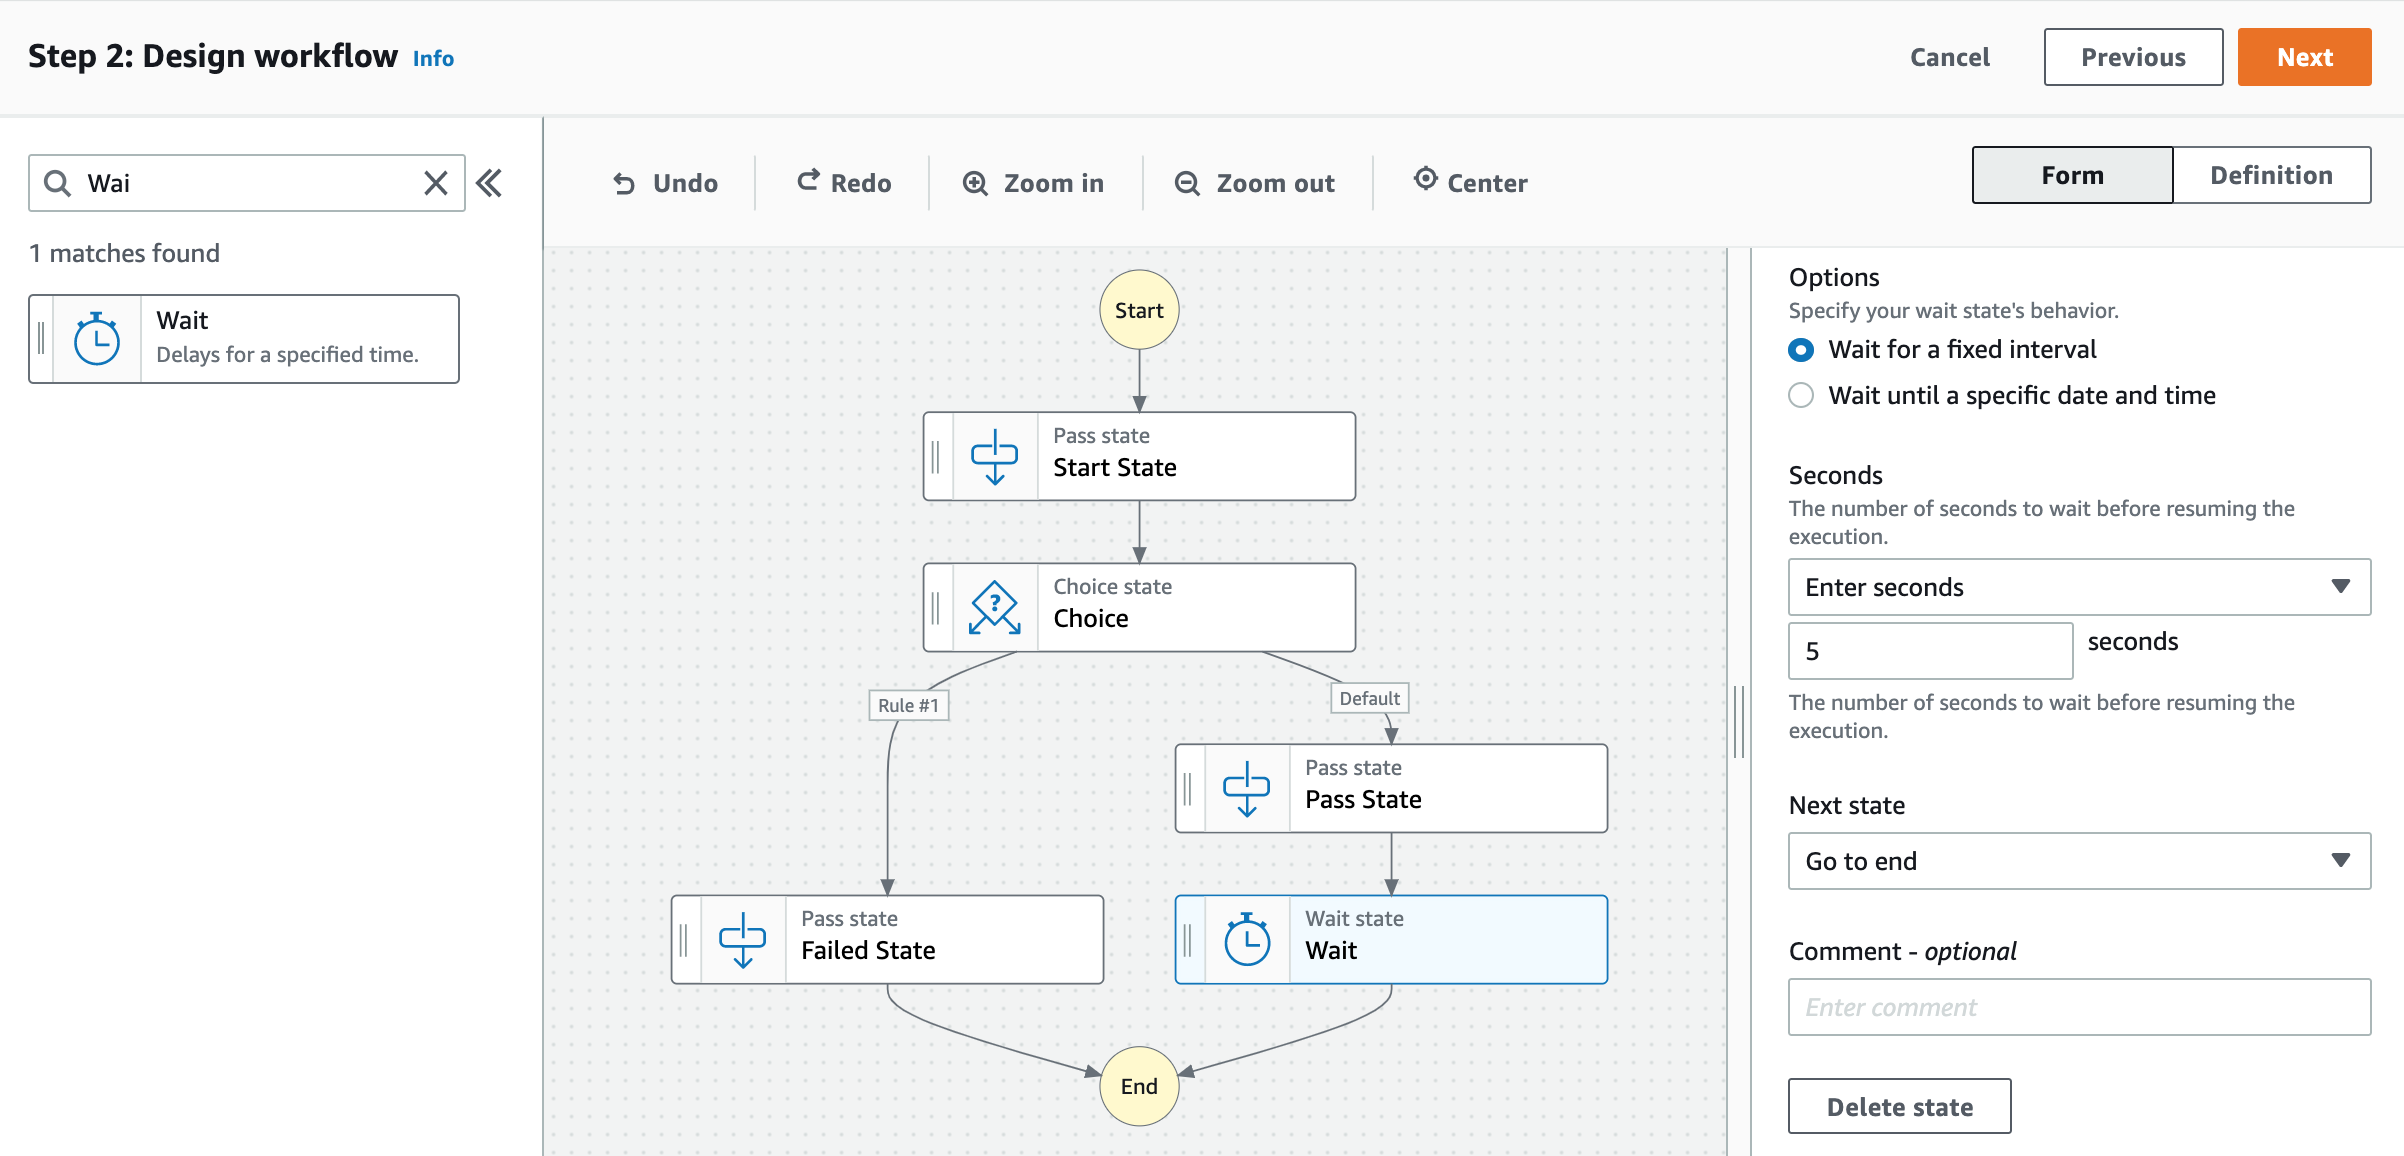 Step 2: Design workflow Info
Cancel
Previous
Next
Wai
1 matches found
Wait
Delays for a specified time.
Undo
Redo
Zoom in
Zoom out
Center
Form
Definition
Start
Pass state
Start State
Choice state
?
Choice
Rule #1
Default
Pass state
Pass State
Pass state
Failed State
Wait state
Wait
End
Options
Specify your wait state's behavior.
Wait for a fixed interval
Wait until a specific date and time
Seconds
The number of seconds to wait before resuming the
execution.
Enter seconds
5 seconds
The number of seconds to wait before resuming the
execution.
Next state
Go to end
Comment - optional
Enter comment
Delete state